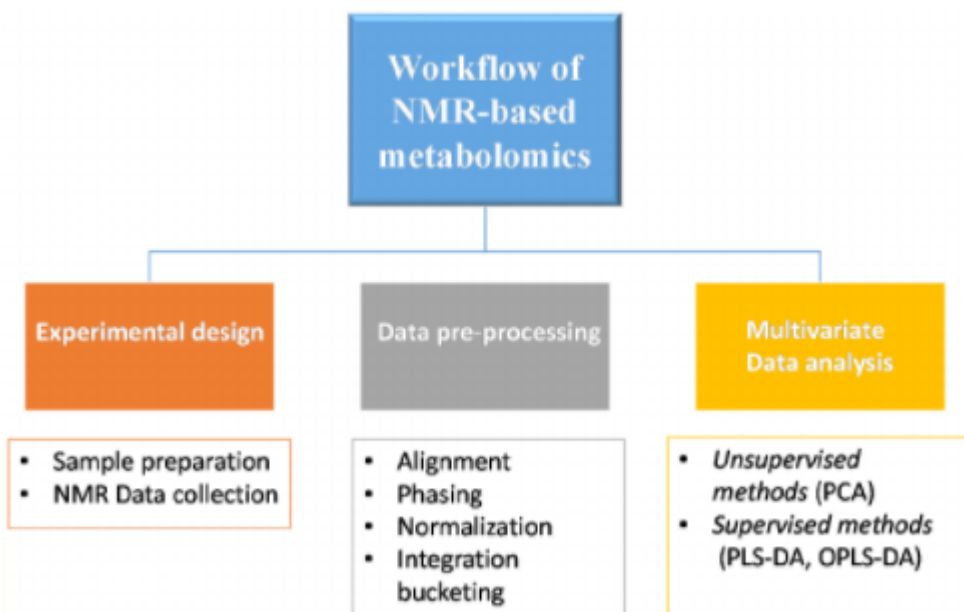 Workflow of
NMR-based
metabolomics
Experimental design
Data pre-processing
Multivariate
Data analysis
• Sample preparation
• NMR Data collection
• Alignment
• Phasing
• Normalization
• Integration
bucketing
• Unsupervised
methods (PCA)
• Supervised methods
(PLS-DA, OPLS-DA)